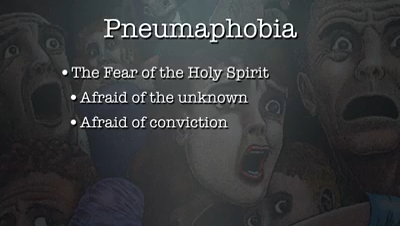 Pneumaphobia
• The Fear of the Holy Spirit
• Afraid of the unknown
• Afraid of conviction